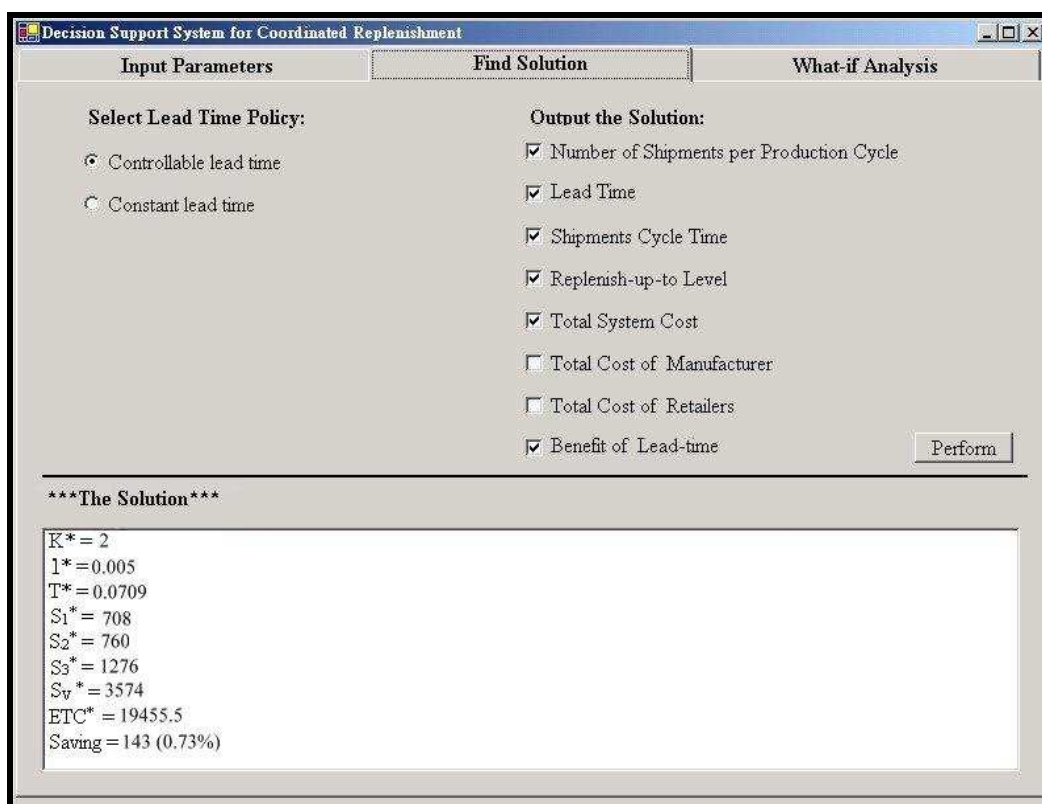 Decision Support System for Coordinated Replenishment
Input Parameters
Find Solution
What-if Analysis
Select Lead Time Policy:
Controllable lead time
Constant lead time
Output the Solution:
Number of Shipments per Production Cycle
Lead Time
Shipments Cycle Time
Replenish-up-to Level
Total System Cost
Total Cost of Manufacturer
Total Cost of Retailers
Benefit of Lead-time
Perform
***The Solution***
K* = 2
l* = 0.005
T* = 0.0709
S1* = 708
S2* = 760
S3* = 1276
Sv* = 3574
ETC* = 19455.5
Saving = 143 (0.73%)